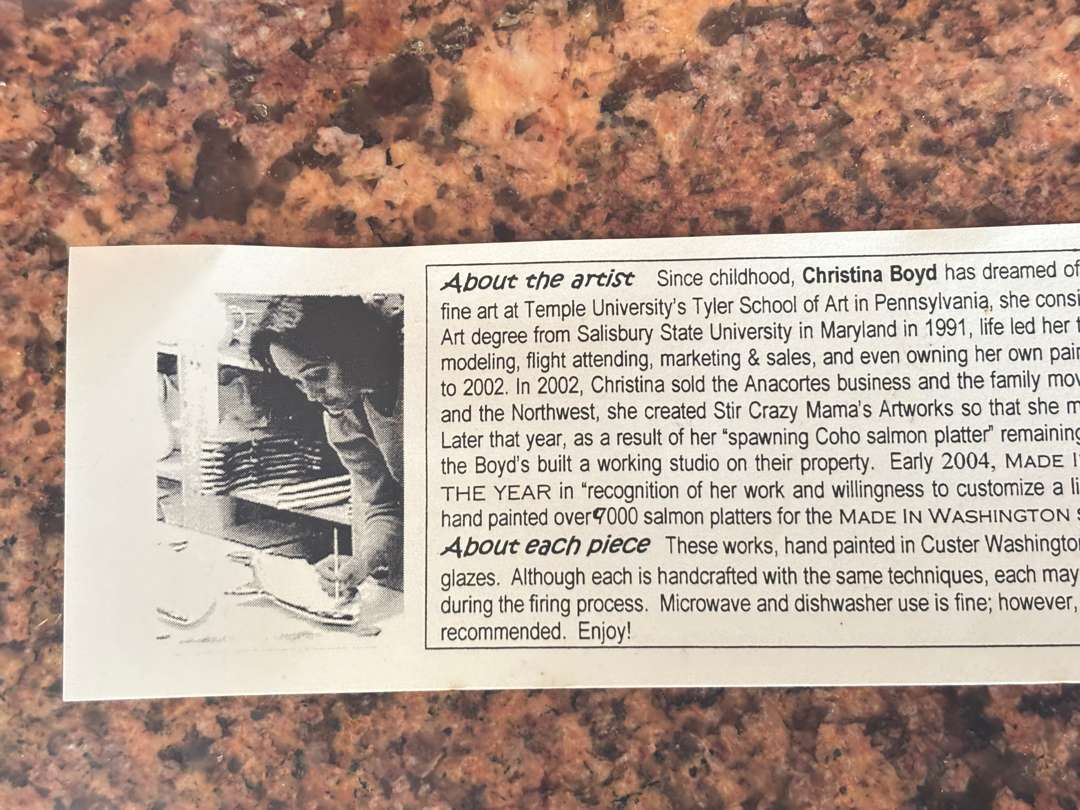 About the artist Since childhood, Christina Boyd has dreamed of
fine art at Temple University's Tyler School of Art in Pennsylvania, she
Art degree from Salisbury State University in Maryland in 1991, life led her
modeling, flight attending, marketing & sales, and even owning her own
to 2002. In 2002, Christina sold the Anacortes business and the family
and the Northwest, she created Stir Crazy Mama's Artworks so that she
Later that year, as a result of her "spawning Coho salmon platter" remaining
the Boyd's built a working studio on their property. Early 2004, MADE
THE YEAR in "recognition of her work and willingness to customize a
hand painted over 9000 salmon platters for the MADE IN WASHINGTON
About each piece These works, hand painted in Custer Washington
glazes. Although each is handcrafted with the same techniques, each may
during the firing process. Microwave and dishwasher use is fine; however,
recommended. Enjoy!